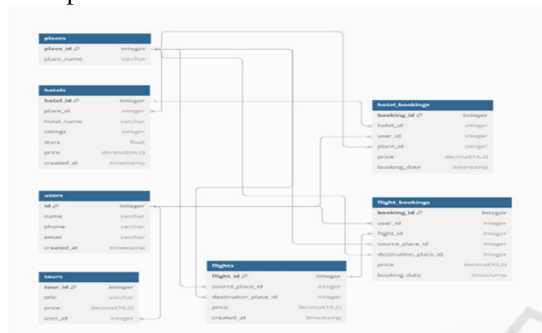 places
place_id integer
place_name varchar
hotels
hotel_id integer
place_id integer
hotel_name varchar
ratings integer
stars float
price decimal(10,2)
created_at timestamp
users
id integer
name varchar
phone varchar
email varchar
created_at timestamp
tours
tour_id integer
title varchar
price decimal(10,2)
user_id integer
flights
flight_id integer
source_place_id integer
destination_place_id integer
price decimal(10,2)
created_at timestamp
hotel_bookings
booking_id integer
hotel_id integer
user_id integer
place_id integer
price decimal(10,2)
booking_date timestamp
flight_bookings
booking_id integer
user_id integer
flight_id integer
source_place_id integer
destination_place_id integer
price decimal(10,2)
booking_date timestamp